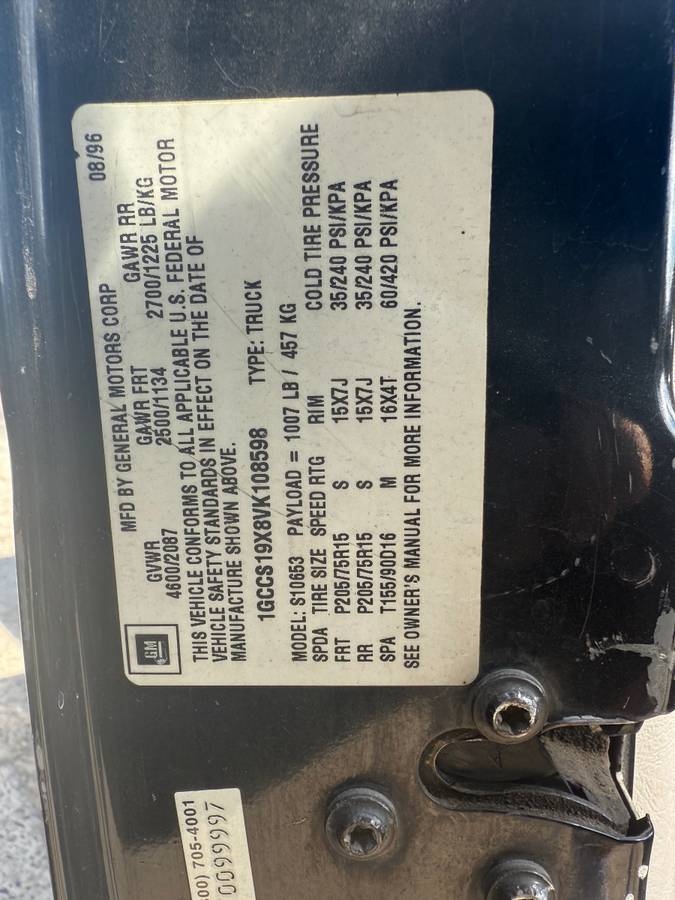 MFD BY GENERAL MOTORS CORP 08/96
GVWR GAWR FRT GAWR RR
4600/2087 2500/1134 2700/1225 LB/KG
THIS VEHICLE CONFORMS TO ALL APPLICABLE U.S. FEDERAL MOTOR
VEHICLE SAFETY STANDARDS IN EFFECT ON THE DATE OF
MANUFACTURE SHOWN ABOVE.
1GCCS19X8VK108598 TYPE: TRUCK
MODEL: S10653 PAYLOAD = 1007 LB / 457 KG
SPDA TIRE SIZE SPEED RTG RIM COLD TIRE PRESSURE
FRT P205/75R15 S 15X7J 35/240 PSI/KPA
RR P205/75R15 S 15X7J 35/240 PSI/KPA
SPA T155/90D16 M 16X4T 60/420 PSI/KPA
SEE OWNER'S MANUAL FOR MORE INFORMATION.
GM
00) 705-4001
0099997